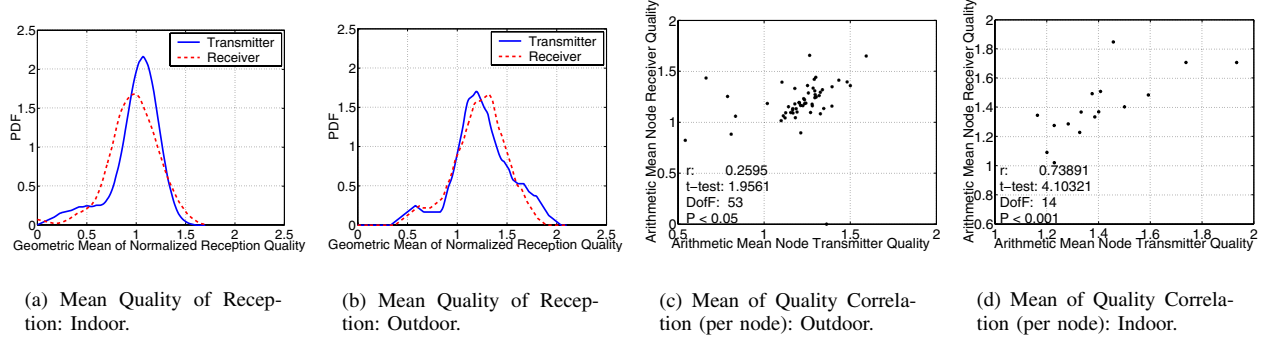 2.5
2
1.5
1
0.5
0
PDF
Transmitter
Receiver
0 0.5 1 1.5 2 2.5
Geometric Mean of Normalized Reception Quality
(a) Mean Quality of Recep-
tion: Indoor.
2.5
2
1.5
1
0.5
0
PDF
Transmitter
Receiver
0 0.5 1 1.5 2 2.5
Geometric Mean of Normalized Reception Quality
(b) Mean Quality of Recep-
tion: Outdoor.
Arithmetic Mean Node Receiver Quality
2
1.5
1
0.5
0
r: 0.2595
t-test: 1.9561
DofF: 53
P < 0.05
0.5 1 1.5 2
Arithmetic Mean Node Transmitter Quality
(c) Mean of Quality Correla-
tion (per node): Outdoor.
Arithmetic Mean Node Receiver Quality
2
1.8
1.6
1.4
1.2
1
0.8
0.6
r: 0.73891
t-test: 4.10321
DofF: 14
P < 0.001
1 1.2 1.4 1.6 1.8 2
Arithmetic Mean Node Transmitter Quality
(d) Mean of Quality Correla-
tion (per node): Indoor.